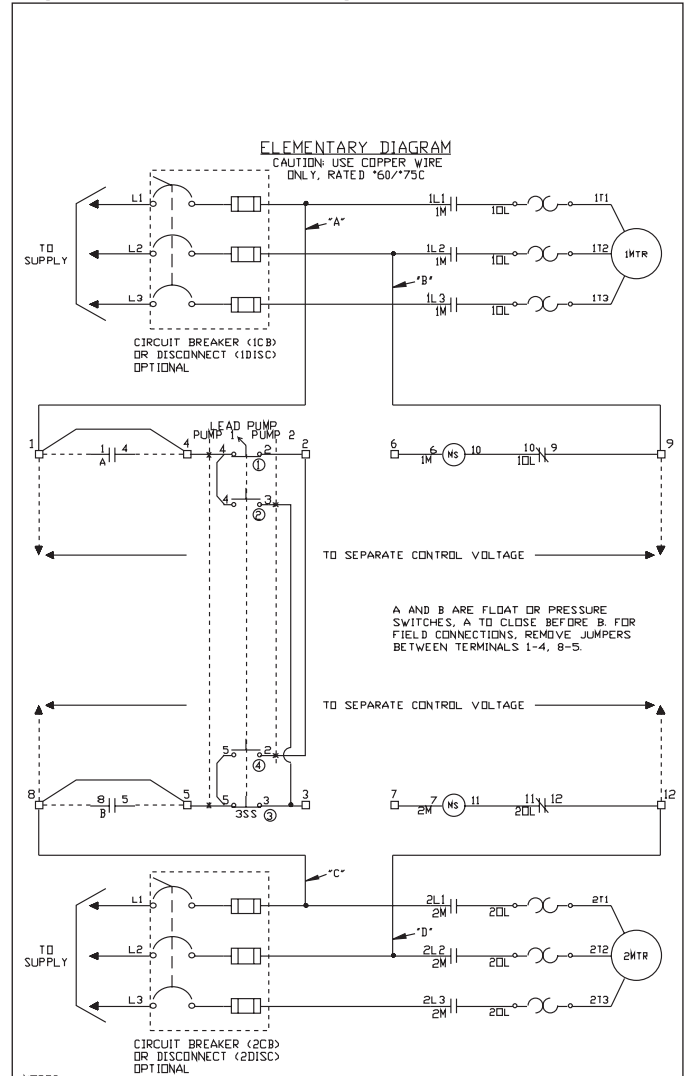 ELEMENTARY DIAGRAM
CAUTION: USE COPPER WIRE
ONLY, RATED °60/°75C
L1 1L1 1M 1OL 1T1
"A"
TO
SUPPLY
L2 1L2 1M 1OL 1T2 1MTR
"B"
L3 1L3 1M 1OL 1T3
CIRCUIT BREAKER (1CB)
OR DISCONNECT (1DISC)
OPTIONAL
LEAD PUMP
PUMP 1 PUMP 2
1 1 4 A 4 4 2 2 6 6 1M MS 10 10 1OL 9 9
1
4 3
2
TO SEPARATE CONTROL VOLTAGE
A AND B ARE FLOAT OR PRESSURE
SWITCHES, A TO CLOSE BEFORE B. FOR
FIELD CONNECTIONS, REMOVE JUMPERS
BETWEEN TERMINALS 1-4, 8-5.
TO SEPARATE CONTROL VOLTAGE
5 2
4
8 8 5 B 5 5 3 3 7 7 2M MS 11 11 2OL 12 12
3SS 3
"C"
L1 2L1 2M 2OL 2T1
"D"
TO
SUPPLY
L2 2L2 2M 2OL 2T2 2MTR
L3 2L3 2M 2OL 2T3
CIRCUIT BREAKER (2CB)
OR DISCONNECT (2DISC)
OPTIONAL